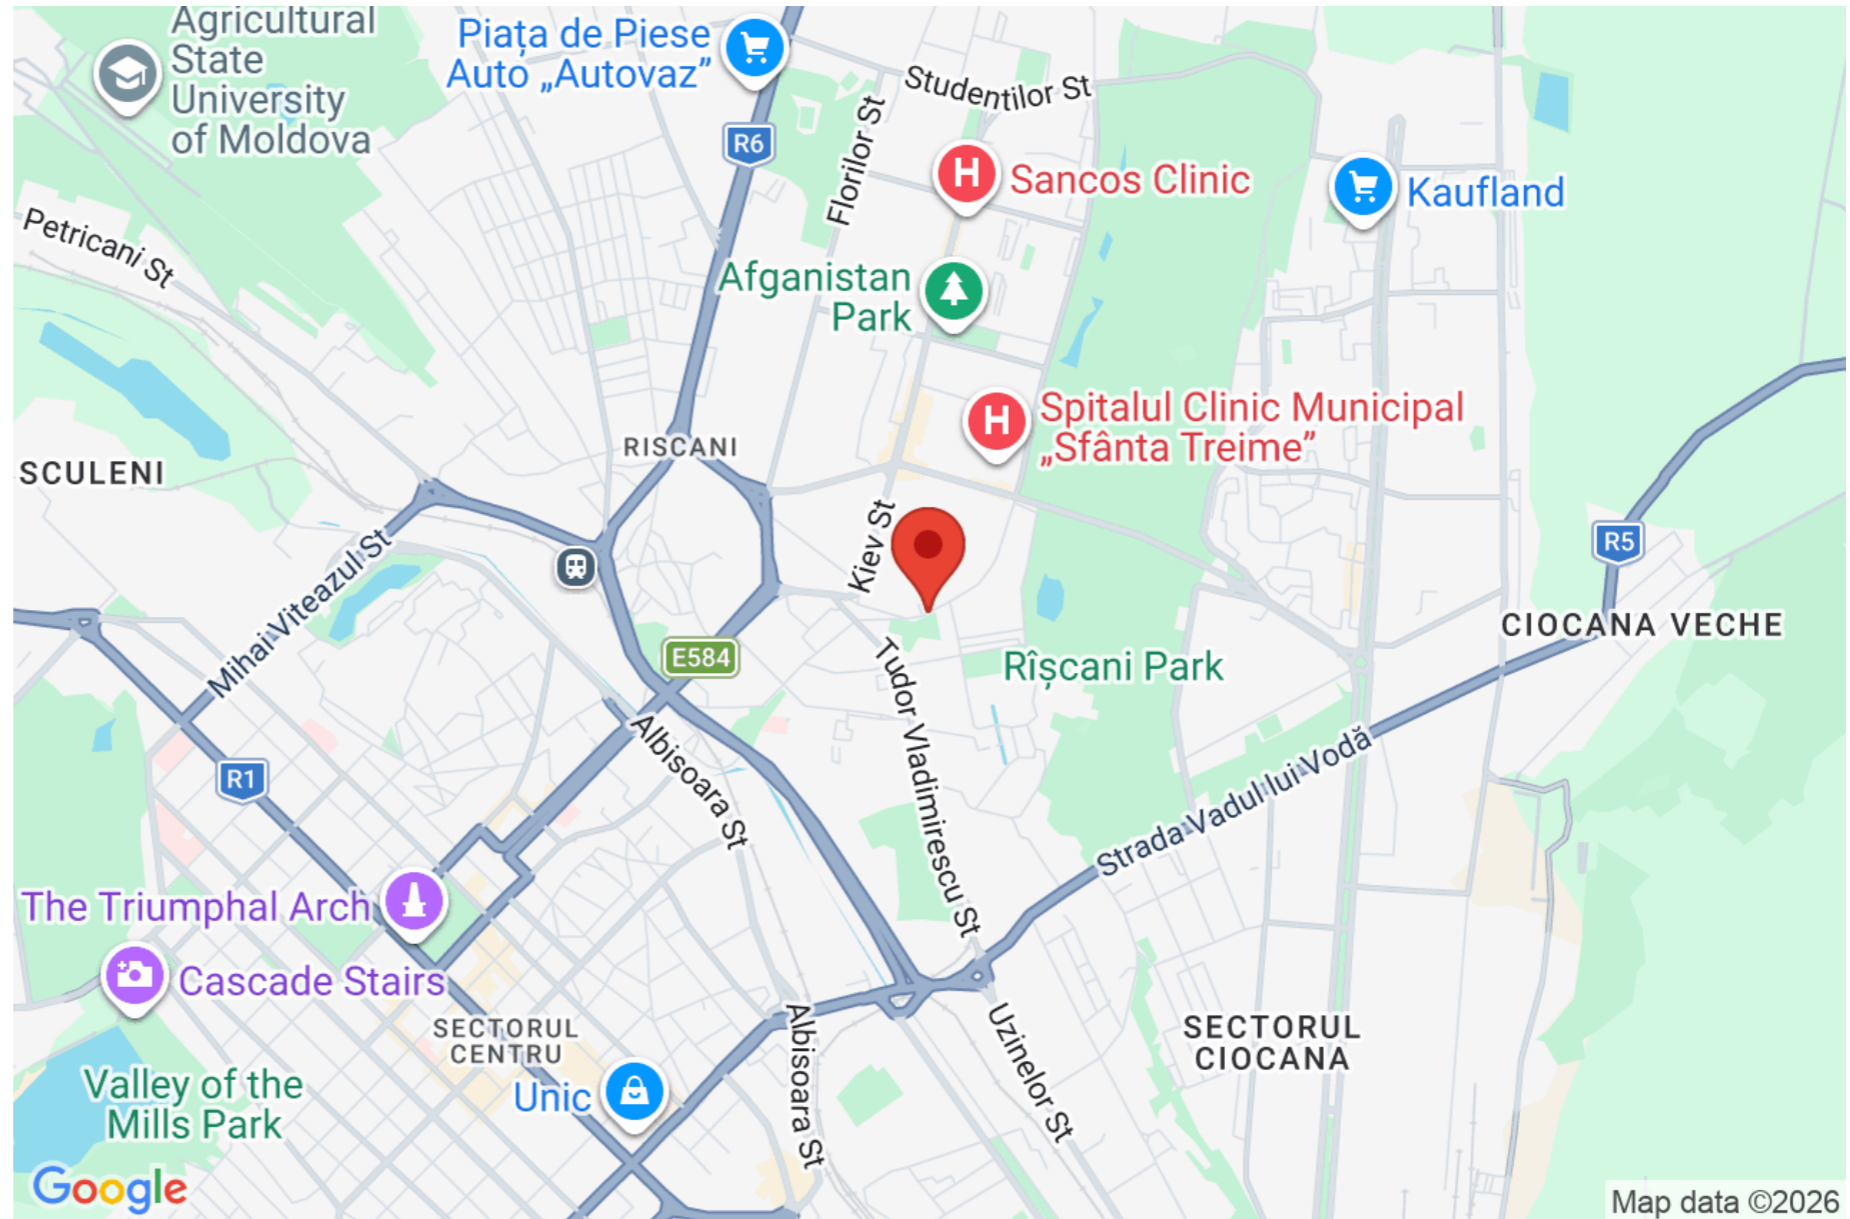 Agricultural
State
University
of Moldova
Piața de Piese
Auto „Autovaz”
R6
Studentilor St
Florilor St
Sancos Clinic
Kaufland
Petricani St
Afganistan
Park
Spitalul Clinic Municipal
„Sfânta Treime”
RISCANI
SCULENI
Kiev St
Mihai Viteazul St
R5
CIOCANA VECHE
E584
Rîșcani Park
Tudor Vladimirescu St
Albisoara St
Strada Vadul lui Vodă
R1
The Triumphal Arch
Cascade Stairs
SECTORUL
CENTRU
Albisoara St
Uzinelor St
SECTORUL
CIOCANA
Valley of the
Mills Park
Unic
Google
Map data ©2026